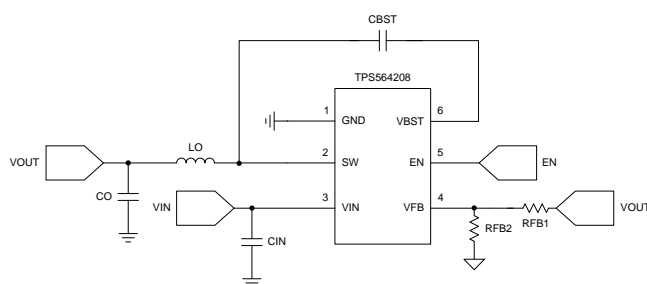 CBST
TPS564208
1 GND VBST 6
LO
VOUT 2 SW EN 5 EN
CO VIN 3 VIN VFB 4 VOUT
CIN RFB2 RFB1